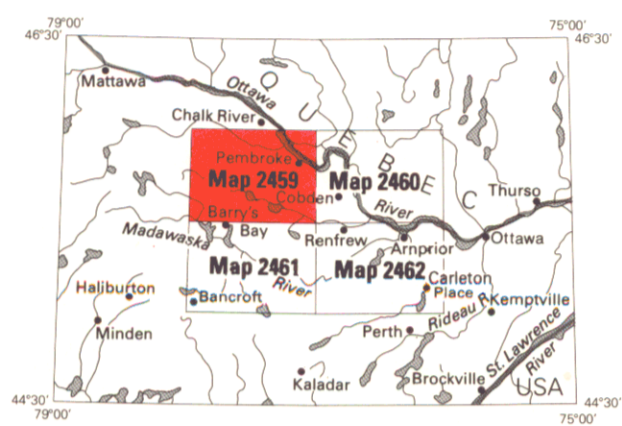 79°00'
75°00'
46°30'
46°30'
Mattawa
Ottawa
QUEBEC
Chalk River
Pembroke
Map 2459
Map 2460
Cobden
River
Thurso
Barry's
Bay
Madawaska
Renfrew
Arnprior
Ottawa
Map 2461
Map 2462
River
Haliburton
Bancroft
Carleton
Place
Kemptville
Rideau R
Minden
Perth
St. Lawrence
River
Kaladar
Brockville
USA
44°30'
44°30'
79°00'
75°00'